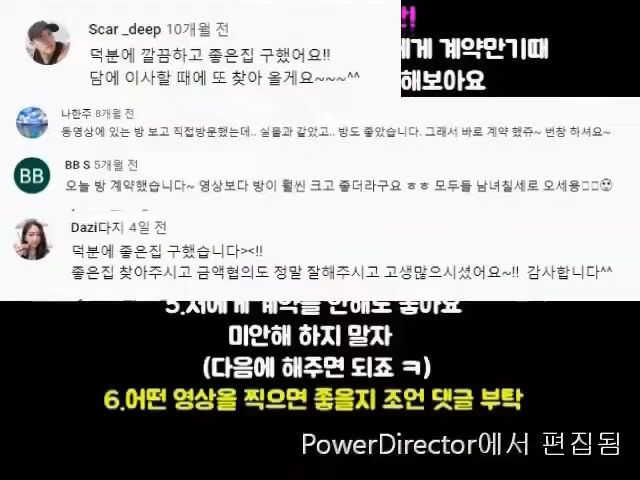 Scar _deep 10개월 전
덕분에 깔끔하고 좋은집 구했어요!!
담에 이사할 때에 또 찾아 올게요~~~^^
에게 계약만기때
해보아요
나한주 8개월 전
동영상에 있는 방 보고 직접방문했는데.. 실물과 같았고.. 방도 좋았습니다. 그래서 바로 계약 했쥬~ 번창 하셔요~
BB
BB S 5개월 전
오늘 방 계약했습니다~ 영상보다 방이 훨씬 크고 좋더라구요 ㅎㅎ 모두들 남녀칠세로 오세용
Dazi다지 4일 전
덕분에 좋은집 구했습니다><!!
좋은집 찾아주시고 금액협의도 정말 잘해주시고 고생많으시셨어요~!! 감사합니다^^
5.저에게 계약을 안해도 좋아요
미안해 하지 말자
(다음에 해주면 되죠 ㅋ)
6.어떤 영상을 찍으면 좋을지 조언 댓글 부탁
PowerDirector에서 편집됨